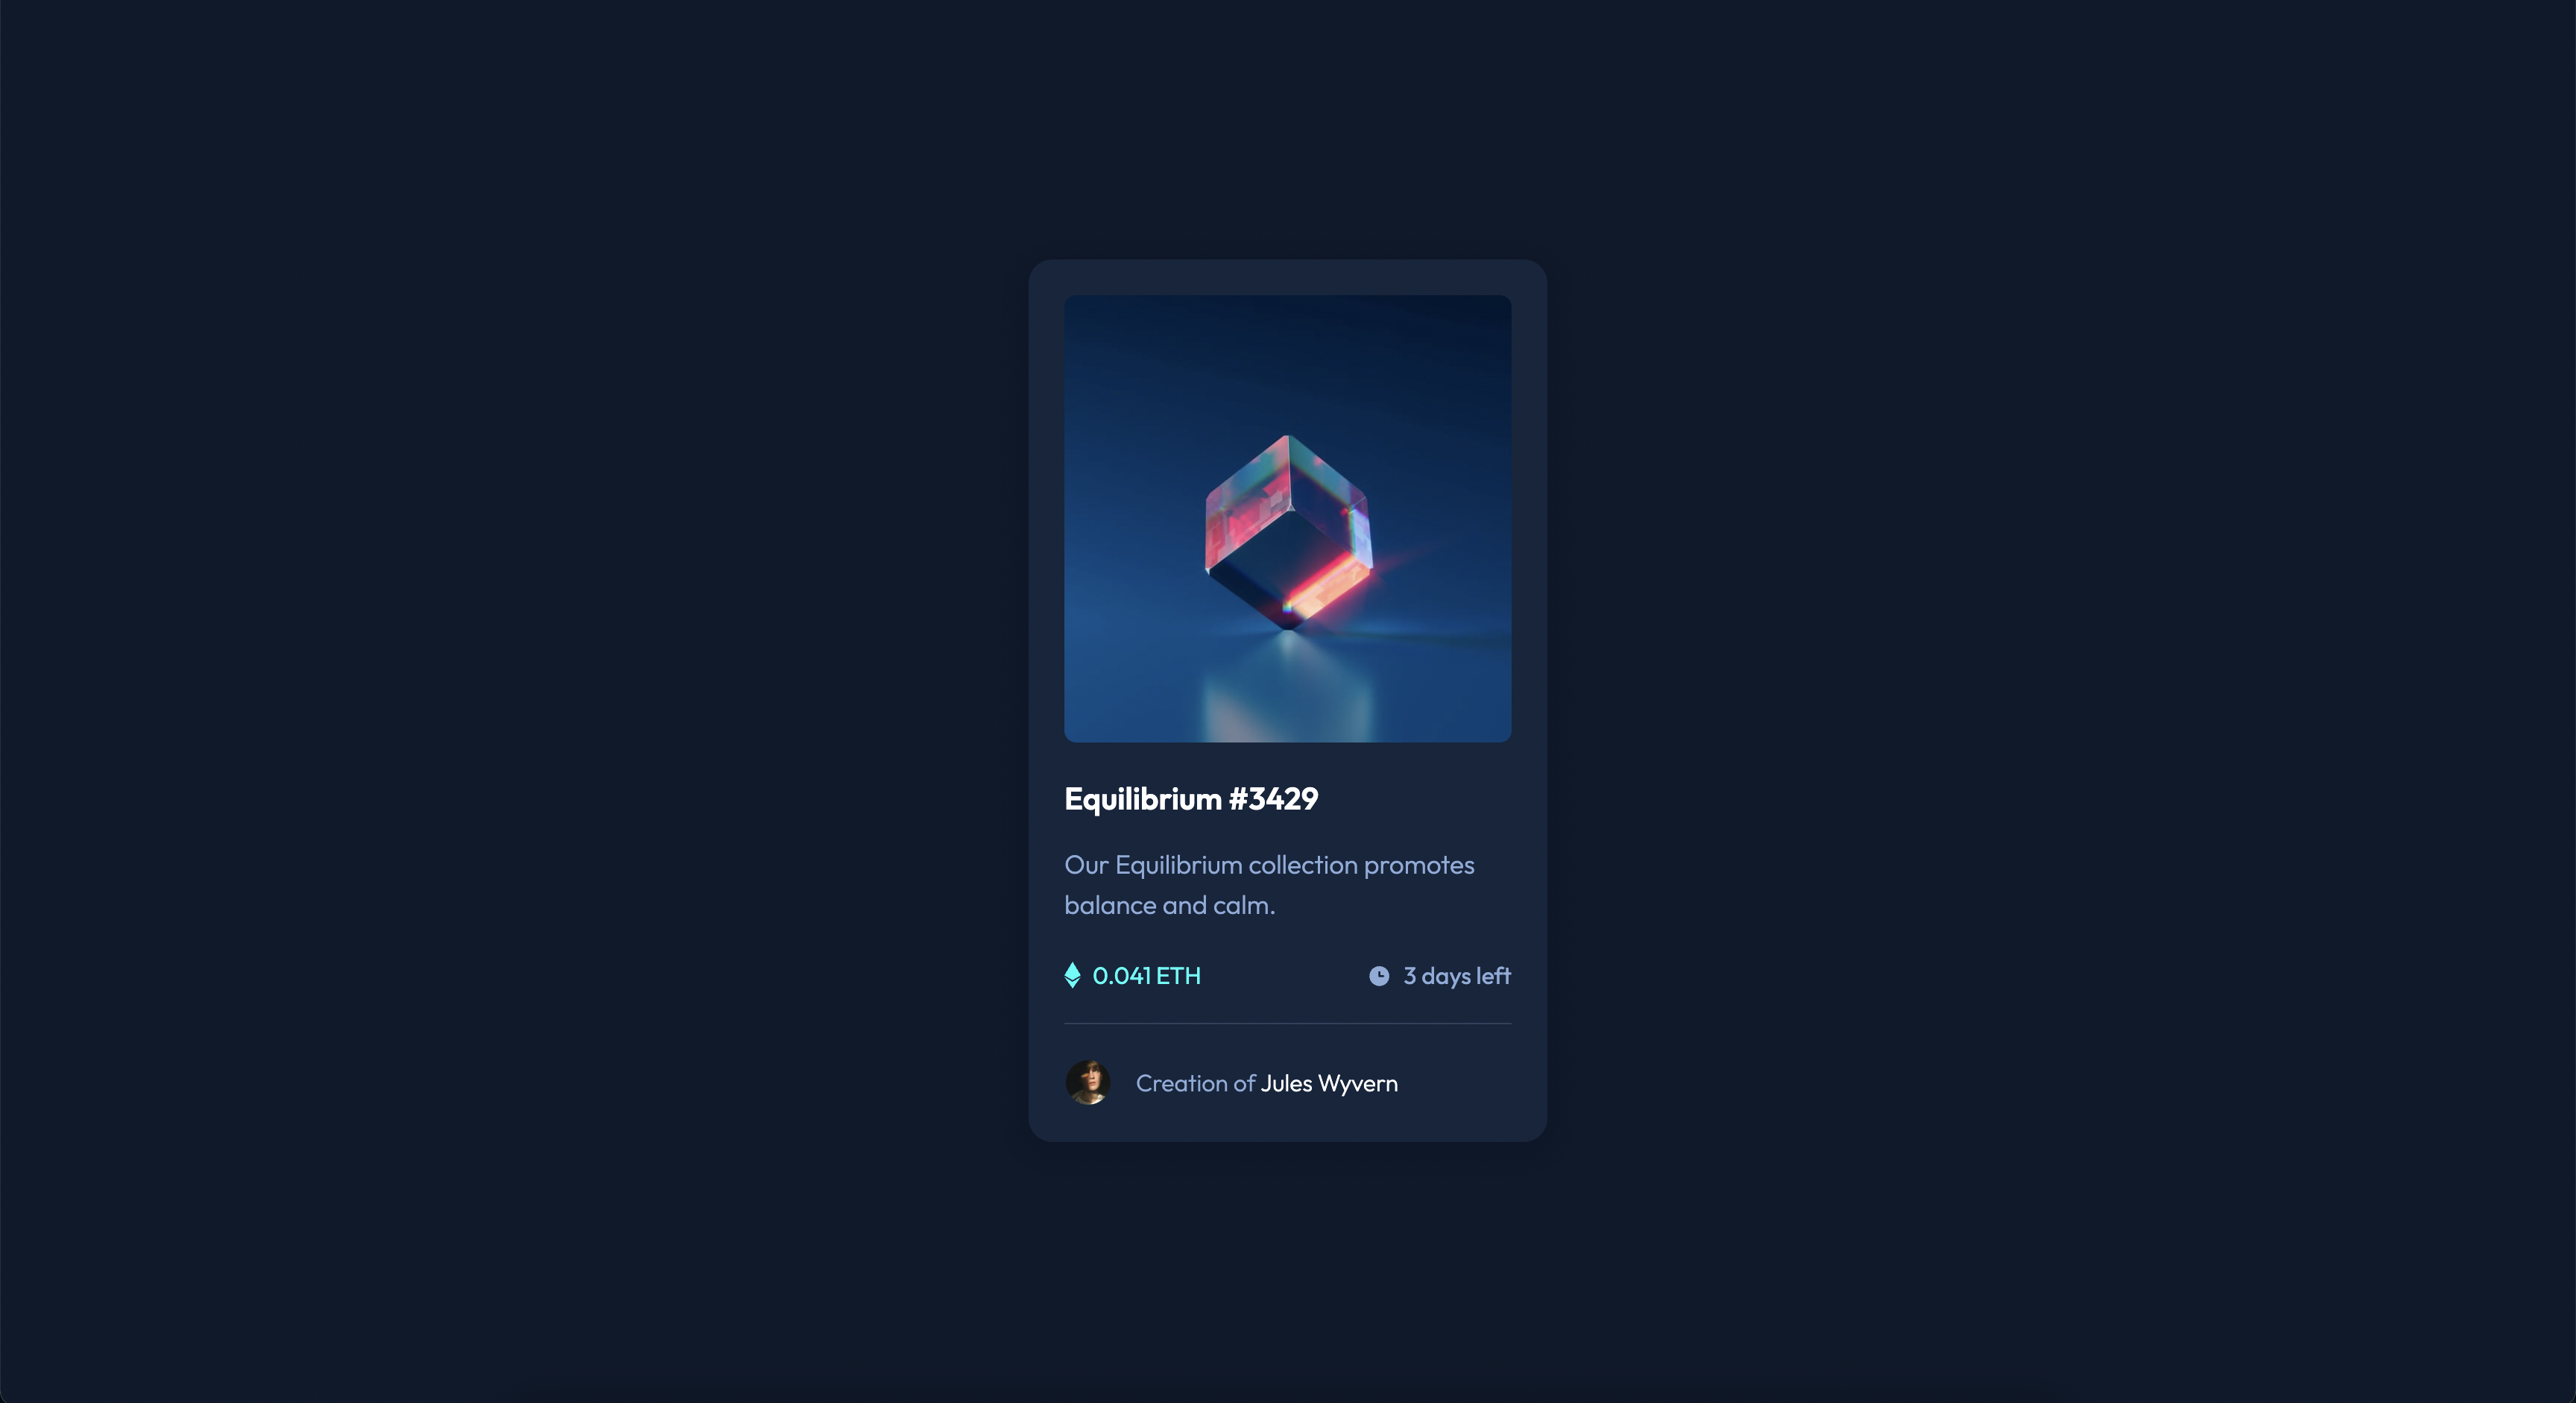 Equilibrium #3429
Our Equilibrium collection promotes
balance and calm.
0.041 ETH
3 days left
Creation of Jules Wyvern